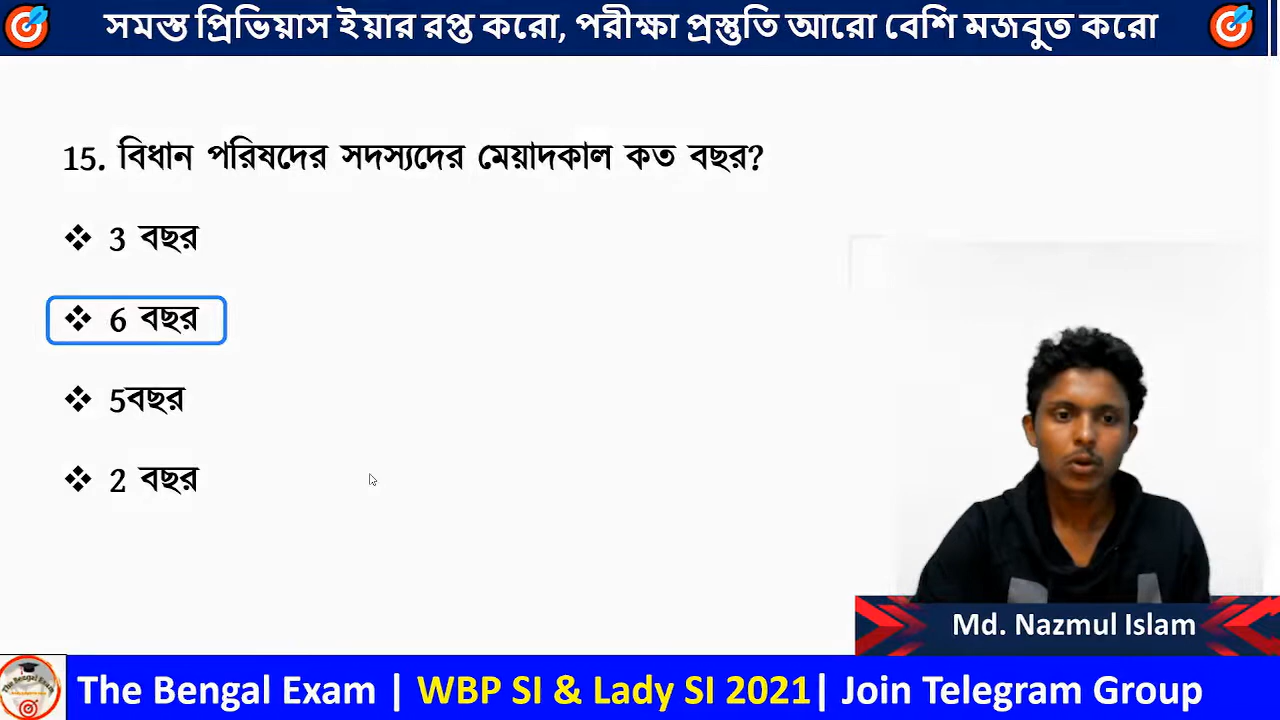 সমস্ত প্রিভিয়াস ইয়ার রপ্ত করো, পরীক্ষা প্রস্তুতি আরো বেশি মজবুত করো
15. বিধান পরিষদের সদস্যদের মেয়াদকাল কত বছর?
❖ 3 বছর
❖ 6 বছর
❖ 5বছর
❖ 2 বছর
Md. Nazmul Islam
The Bengal Exam | WBP SI & Lady SI 2021| Join Telegram Group